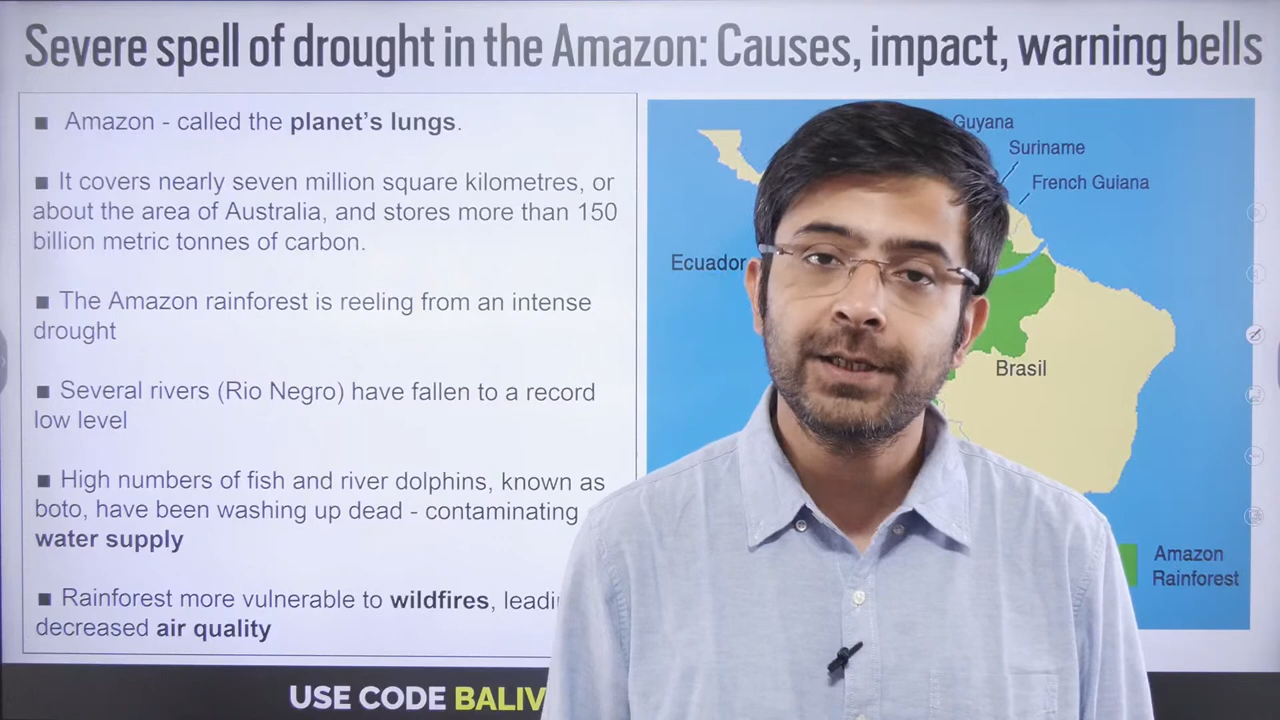 Severe spell of drought in the Amazon: Causes, impact, warning bells
■ Amazon - called the planet's lungs.
■ It covers nearly seven million square kilometres, or
about the area of Australia, and stores more than 150
billion metric tonnes of carbon.
■ The Amazon rainforest is reeling from an intense
drought
■ Several rivers (Rio Negro) have fallen to a record
low level
■ High numbers of fish and river dolphins, known as
boto, have been washing up dead - contaminating
water supply
■ Rainforest more vulnerable to wildfires,
decreased air quality
Guyana
Suriname
French Guiana
Ecuador
Brasil
Amazon
Rainforest
USE CODE